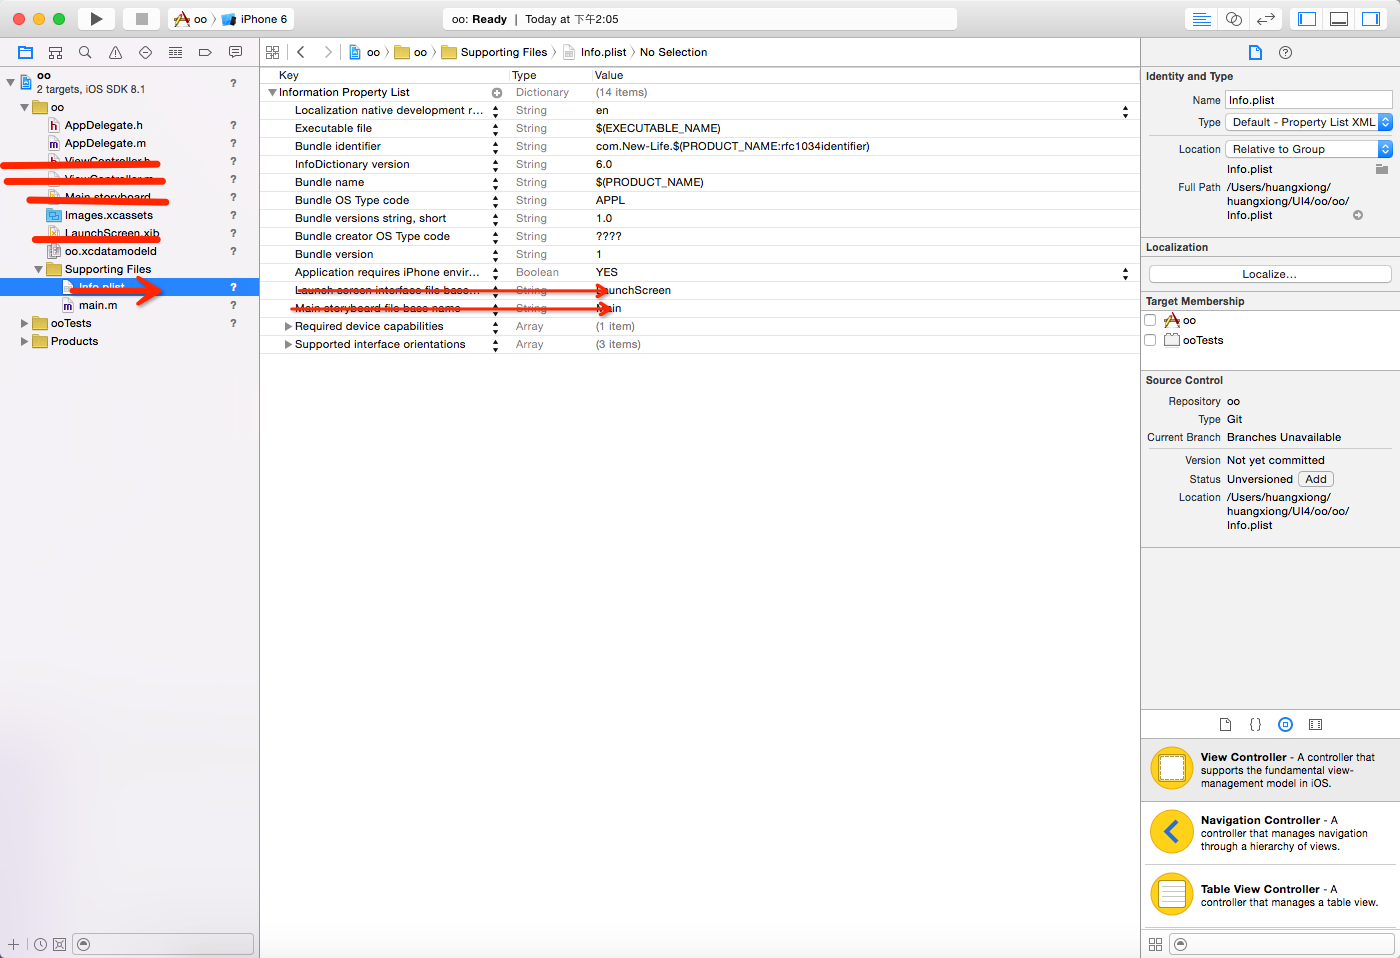 oo
iPhone 6
oo: Ready | Today at 下午2:05
oo
oo
Supporting Files
Info.plist
No Selection
oo
2 targets, iOS SDK 8.1
?
oo
AppDelegate.h
?
AppDelegate.m
?
ViewController.h
?
ViewController.m
?
Main.storyboard
?
Images.xcassets
?
LaunchScreen.xib
?
oo.xcdatamodeld
?
Supporting Files
Info.plist
?
main.m
?
ooTests
?
Products
Key Type Value
Information Property List Dictionary (14 items)
Localization native development r... String en
Executable file String $(EXECUTABLE_NAME)
Bundle identifier String com.New-Life.$(PRODUCT_NAME:rfc1034identifier)
InfoDictionary version String 6.0
Bundle name String $(PRODUCT_NAME)
Bundle OS Type code String APPL
Bundle versions string, short String 1.0
Bundle creator OS Type code String ????
Bundle version String 1
Application requires iPhone envir... Boolean YES
Launch screen interface file base... String LaunchScreen
Main storyboard file base name String Main
Required device capabilities Array (1 item)
Supported interface orientations Array (3 items)
Identity and Type
Name Info.plist
Type Default - Property List XML
Location Relative to Group
Info.plist
Full Path /Users/huangxiong/
huangxiong/UI4/oo/oo/
Info.plist
Localization
Localize...
Target Membership
oo
ooTests
Source Control
Repository oo
Type Git
Current Branch Branches Unavailable
Version Not yet committed
Status Unversioned Add
Location /Users/huangxiong/
huangxiong/UI4/oo/oo/
Info.plist
{}
View Controller - A controller that
supports the fundamental view-
management model in iOS.
Navigation Controller - A
controller that manages navigation
through a hierarchy of views.
Table View Controller - A
controller that manages a table view.